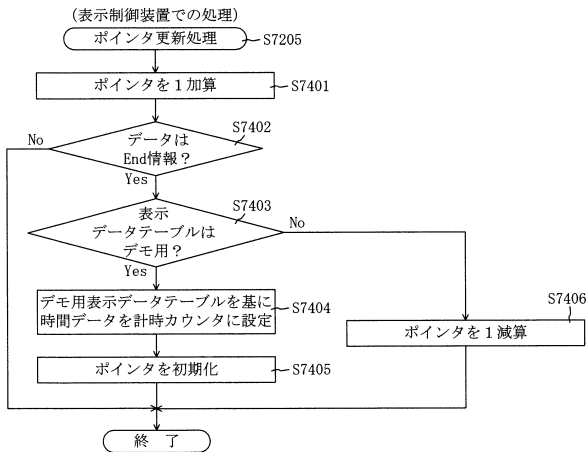 (表示制御装置での処理)
ポインタ更新処理
S7205
ポインタを1加算
S7401
S7402
データは
End情報?
No
Yes
S7403
表示
データテーブルは
デモ用?
No
Yes
デモ用表示データテーブルを基に
時間データを計時カウンタに設定
S7404
S7406
ポインタを1減算
ポインタを初期化
S7405
終 了